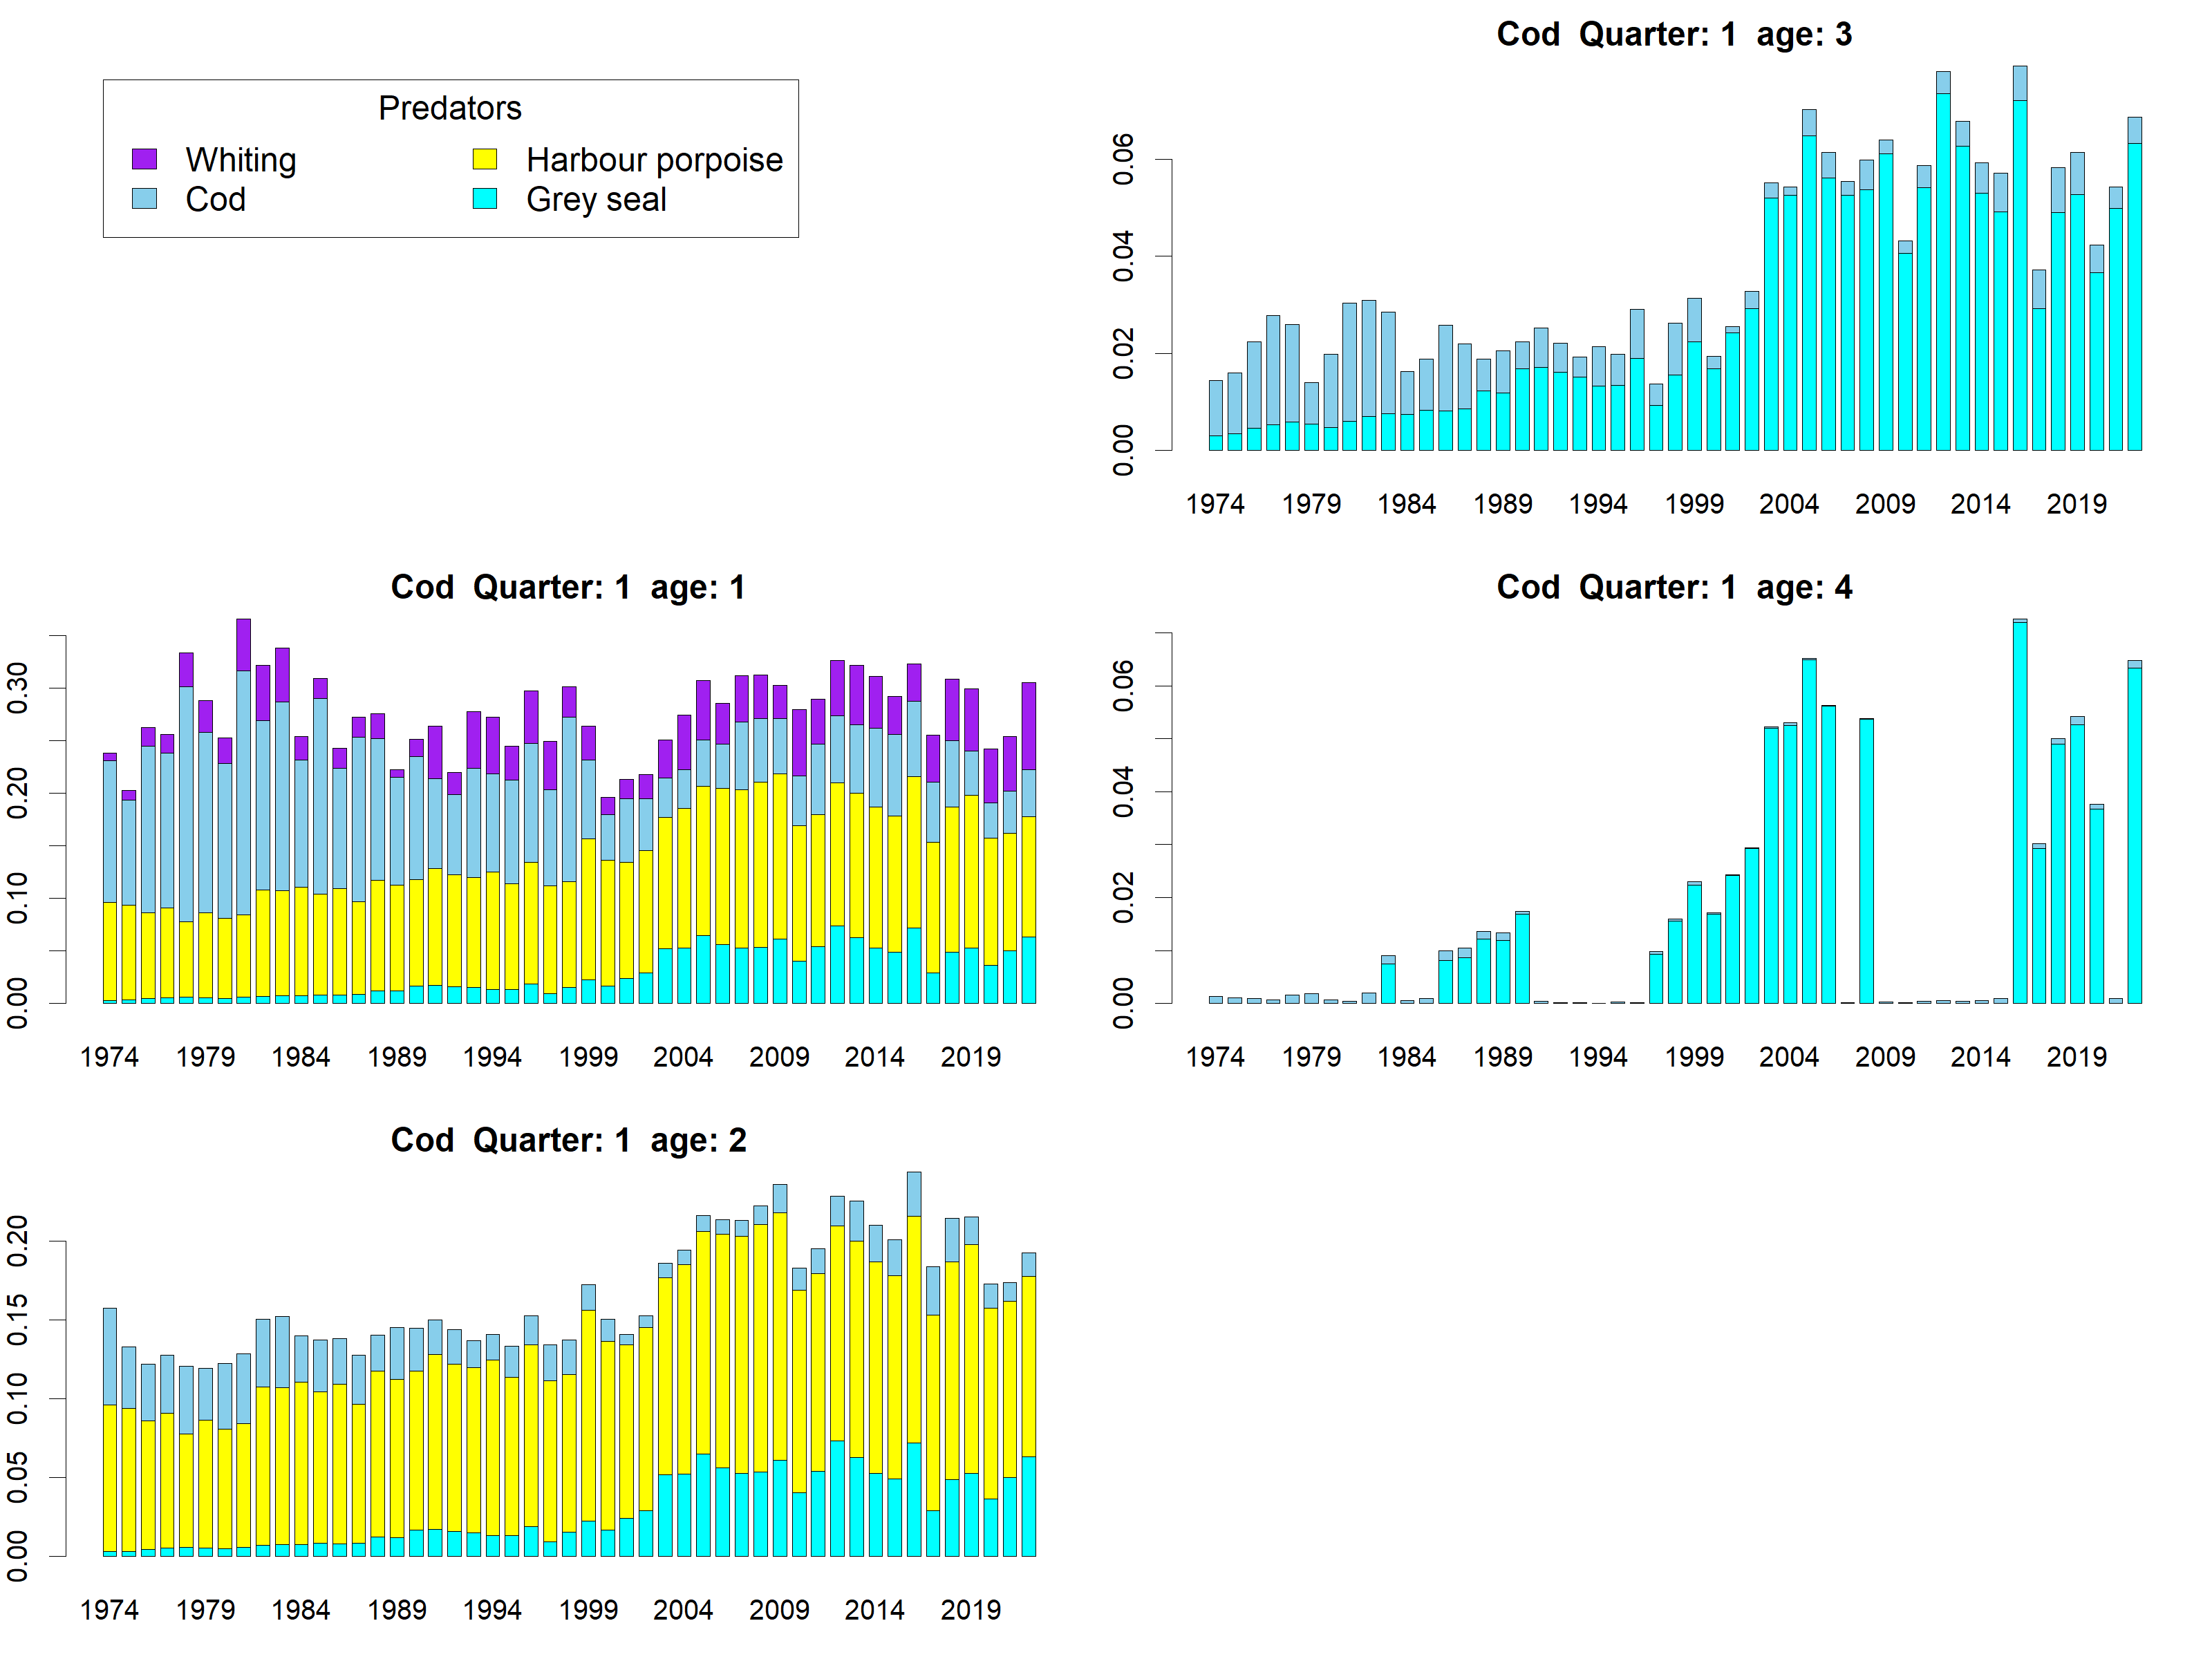 Predators
Whiting
Harbour porpoise
Cod
Grey seal
Cod Quarter: 1 age: 3
0.00 0.02 0.04 0.06
1974 1979 1984 1989 1994 1999 2004 2009 2014 2019
Cod Quarter: 1 age: 1
0.00 0.10 0.20 0.30
1974 1979 1984 1989 1994 1999 2004 2009 2014 2019
Cod Quarter: 1 age: 4
0.00 0.02 0.04 0.06
1974 1979 1984 1989 1994 1999 2004 2009 2014 2019
Cod Quarter: 1 age: 2
0.00 0.05 0.10 0.15 0.20
1974 1979 1984 1989 1994 1999 2004 2009 2014 2019